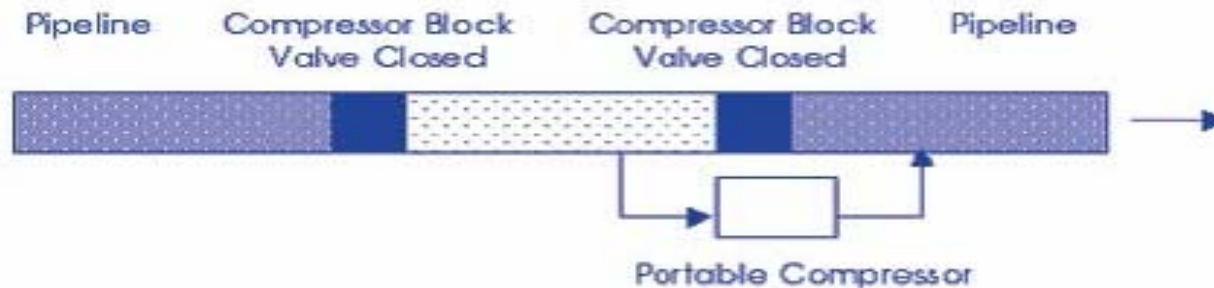 Pipeline
Compressor Block
Valve Closed
Compressor Block
Valve Closed
Pipeline
Portable Compressor